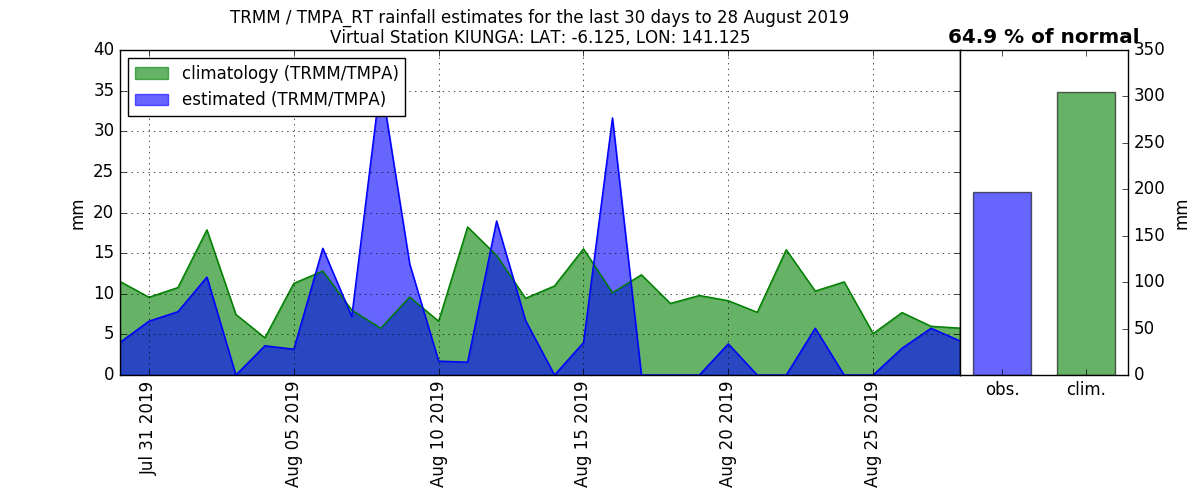 TRMM / TMPA_RT rainfall estimates for the last 30 days to 28 August 2019
Virtual Station KIUNGA: LAT: -6.125, LON: 141.125
64.9 % of normal
climatology (TRMM/TMPA)
estimated (TRMM/TMPA)
mm
40
35
30
25
20
15
10
5
0
Jul 31 2019
Aug 05 2019
Aug 10 2019
Aug 15 2019
Aug 20 2019
Aug 25 2019
obs.
clim.
350
300
250
200
150
100
50
0
mm